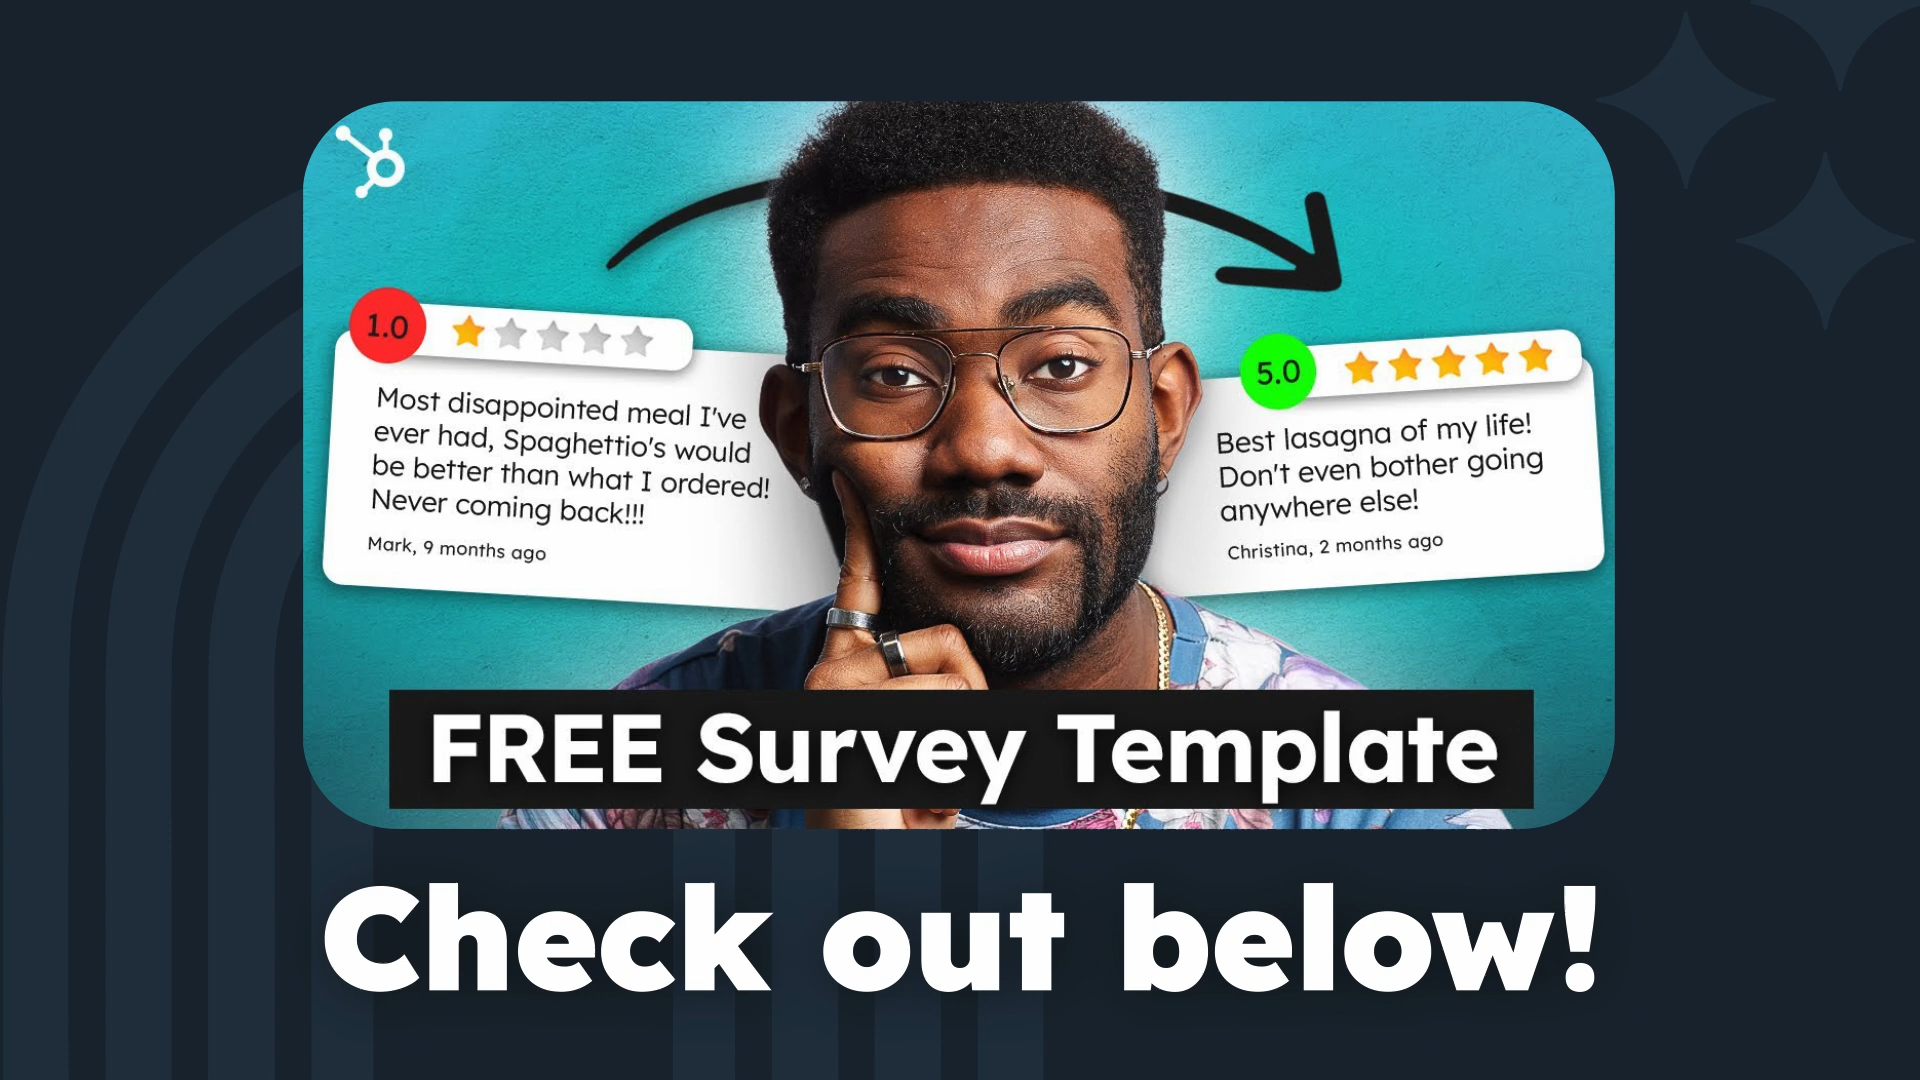 1.0
Most disappointed meal I've
ever had, Spaghettio's would
be better than what I ordered!
Never coming back!!!
Mark, 9 months ago
5.0
Best lasagna of my life!
Don't even bother going
anywhere else!
Christina, 2 months ago
FREE Survey Template
Check out below!